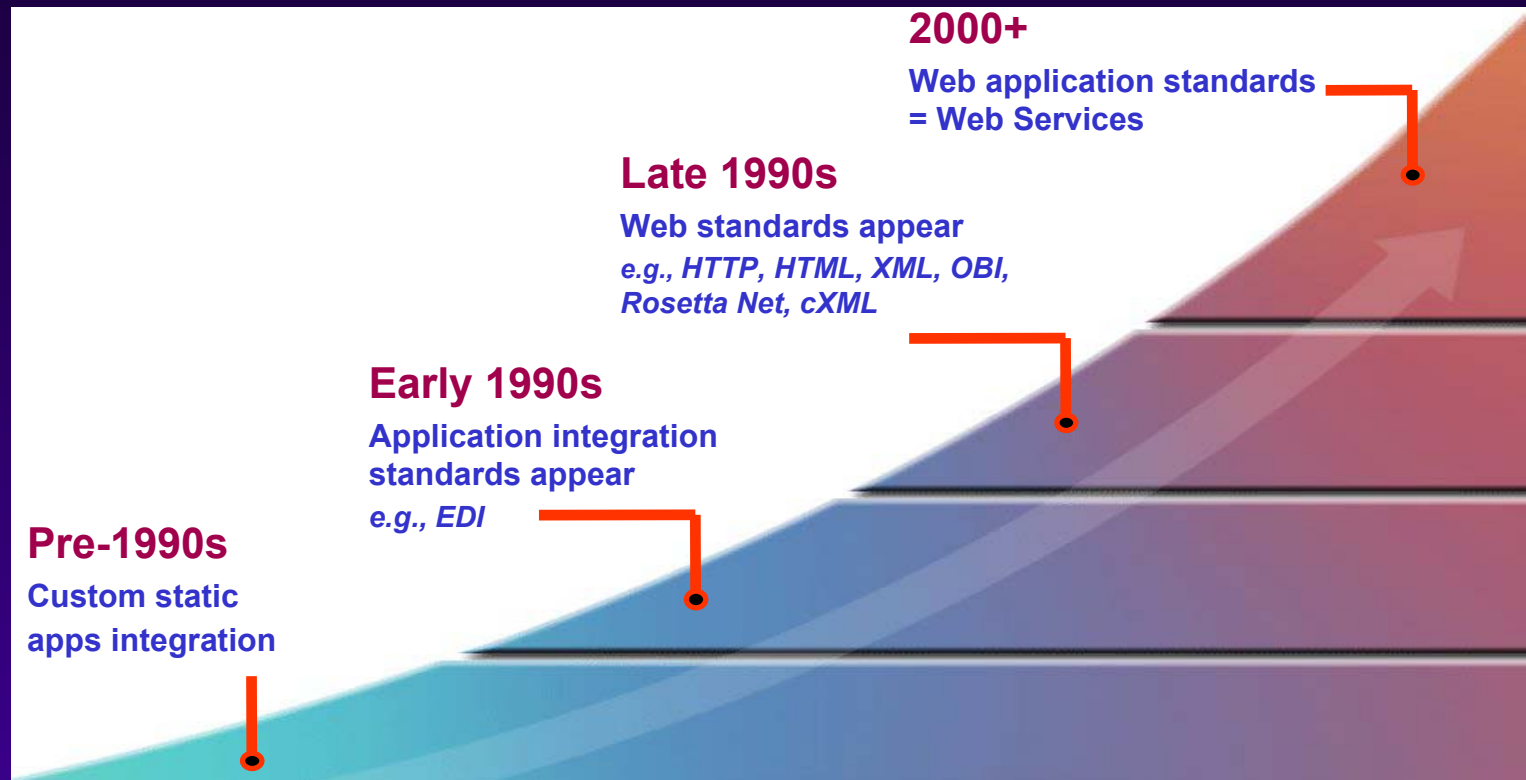 2000+
Web application standards
= Web Services
Late 1990s
Web standards appear
e.g., HTTP, HTML, XML, OBI,
Rosetta Net, cXML
Early 1990s
Application integration
standards appear
e.g., EDI
Pre-1990s
Custom static
apps integration